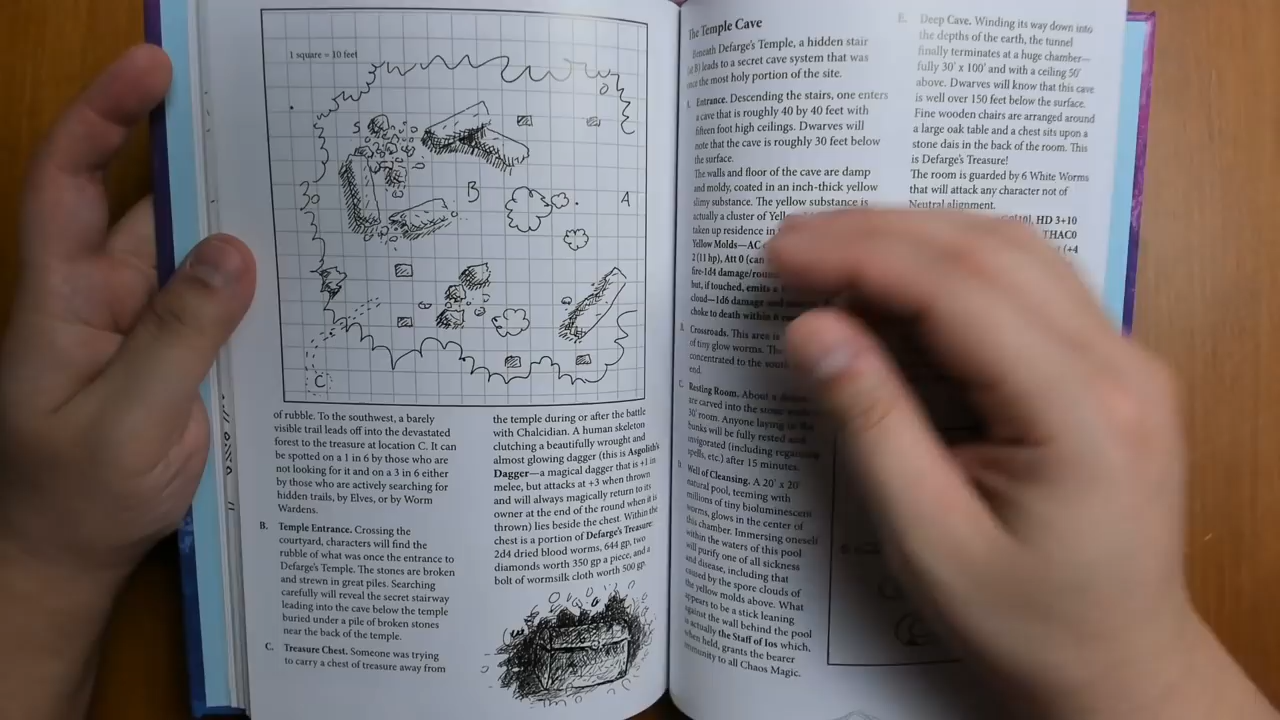 1 square = 10 feet
S
B
A
C
of rubble. To the southwest, a barely
visible trail leads off into the devastated
forest to the treasure at location C. It can
be spotted on a 1 in 6 by those who are
not looking for it and on a 3 in 6 either
by those who are actively searching for
hidden trails, by Elves, or by Worm
Wardens.
B. Temple Entrance. Crossing the
courtyard, characters will find the
rubble of what was once the entrance to
Defarge's Temple. The stones are broken
and strewn in great piles. Searching
carefully will reveal the secret stairway
leading into the cave below the temple
buried under a pile of broken stones
near the back of the temple.
C. Treasure Chest. Someone was trying
to carry a chest of treasure away from
the temple during or after the battle
with Chalcidian. A human skeleton
clutching a beautifully wrought and
almost glowing dagger (this is Asgolith's
Dagger—a magical dagger that is +1 in
melee, but attacks at +3 when thrown
and will always magically return to its
owner at the end of the round when it is
thrown) lies beside the chest. Within the
chest is a portion of Defarge's Treasure:
2d4 dried blood worms, 644 gp, two
diamonds worth 350 gp a piece, and a
bolt of wormsilk cloth worth 500 gp.
The Temple Cave
Beneath Defarge's Temple, a hidden stair
(at B) leads to a secret cave system that was
once the most holy portion of the site.
Entrance. Descending the stairs, one enters
a cave that is roughly 40 by 40 feet with
fifteen foot high ceilings. Dwarves will
note that the cave is roughly 30 feet below
the surface.
The walls and floor of the cave are damp
and moldy, coated in an inch-thick yellow
slimy substance. The yellow substance is
actually a cluster of
taken up residence in
Yellow Molds—AC
2 (11 hp), Att 0 (can
fire-1d4 damage/round
but, if touched, emits a
cloud—1d6 damage and
choke to death within 6
Crossroads. This area is
of tiny glow worms. The
concentrated to the
end.
C. Resting Room. About a
are carved into the stone
30' room. Anyone laying in the
bunks will be fully rested and
invigorated (including regaining
spells, etc.) after 15 minutes.
D. Well of Cleansing. A 20' x 20'
natural pool, teeming with
millions of tiny bioluminescent
worms, glows in the center of
this chamber. Immersing oneself
within the waters of this pool
will purify one of all sickness
and disease, including that
caused by the spore clouds of
the yellow molds above. What
appears to be a stick leaning
against the wall behind the pool
is actually the Staff of Ios which,
when held, grants the bearer
immunity to all Chaos Magic.
E. Deep Cave. Winding its way down into
the depths of the earth, the tunnel
finally terminates at a huge chamber—
fully 30' x 100' and with a ceiling 50'
above. Dwarves will know that this cave
is well over 150 feet below the surface.
Fine wooden chairs are arranged around
a large oak table and a chest sits upon a
stone dais in the back of the room. This
is Defarge's Treasure!
The room is guarded by 6 White Worms
that will attack any character not of
Neutral alignment.
HD 3+10
THAC0
(+4